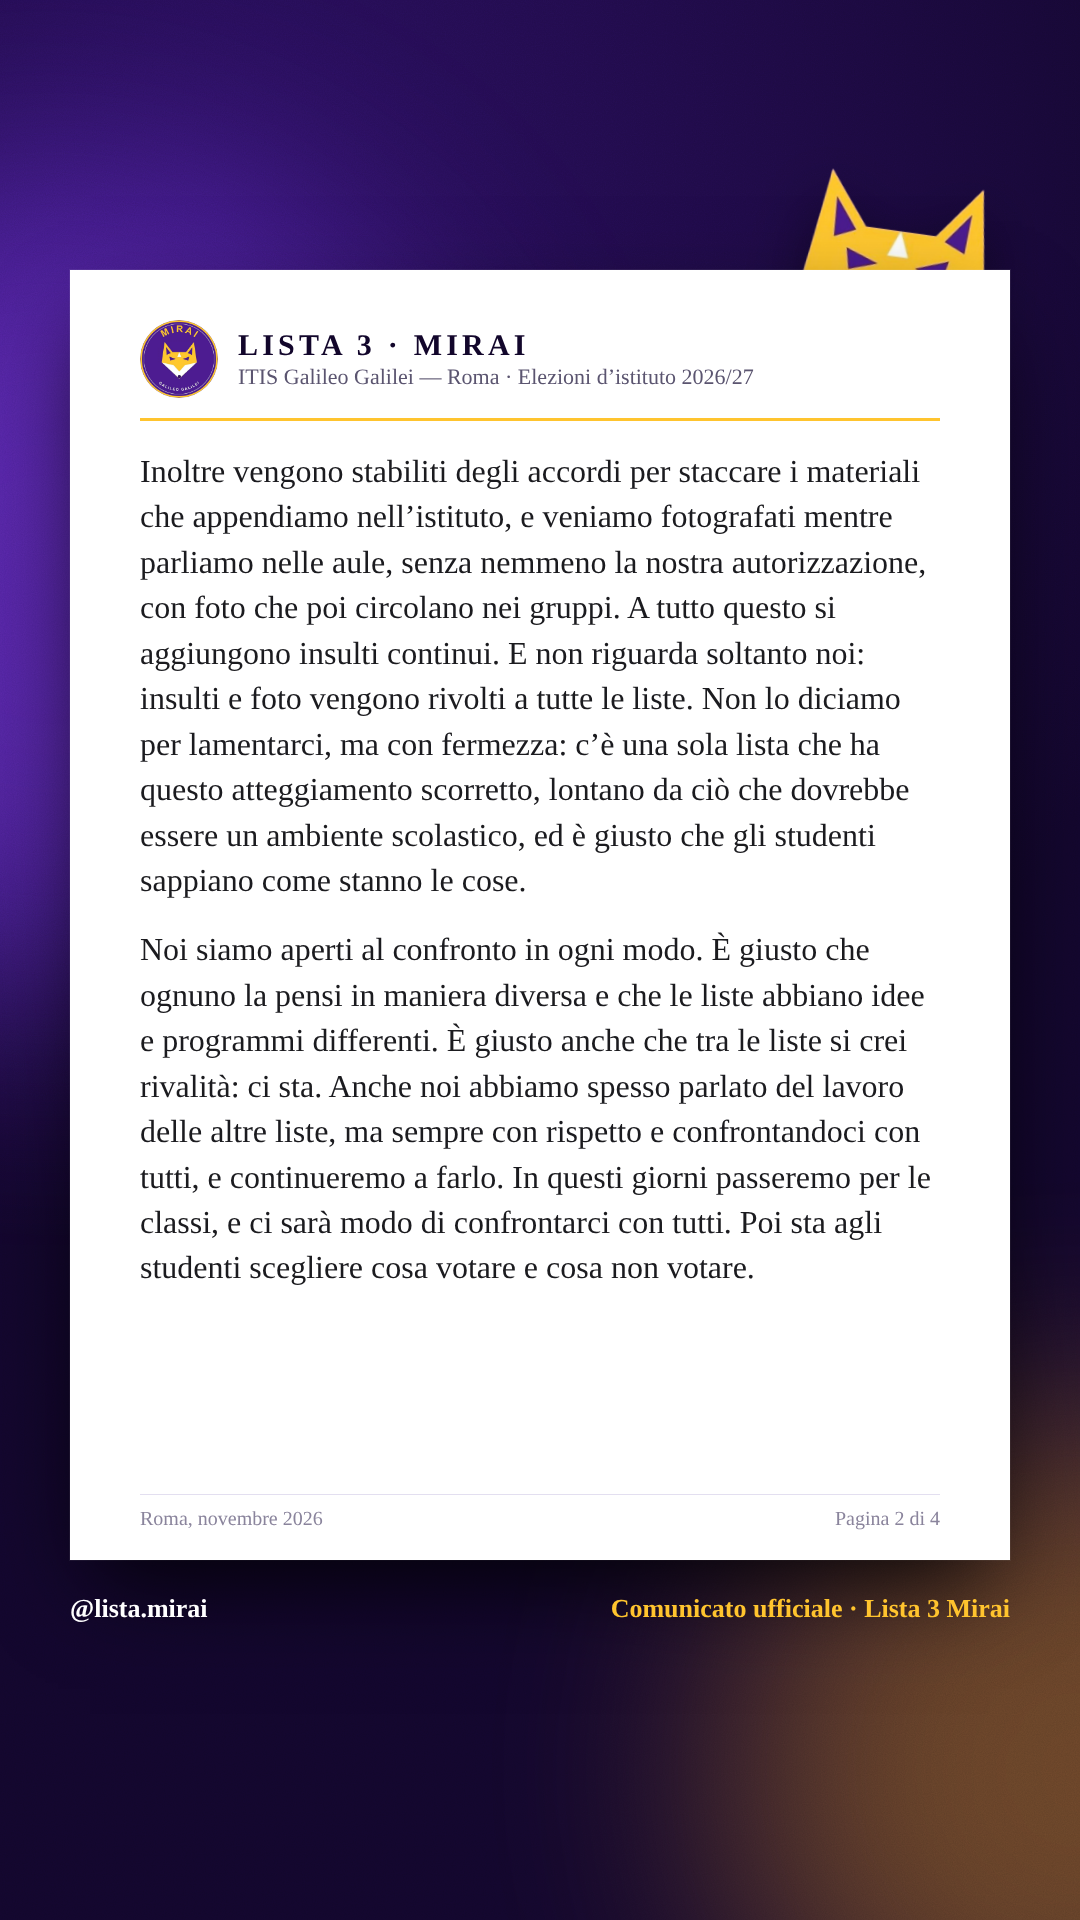 MIRAI
GALILEO GALILEI
LISTA 3 · MIRAI
ITIS Galileo Galilei — Roma · Elezioni d’istituto 2026/27
Inoltre vengono stabiliti degli accordi per staccare i materiali
che appendiamo nell’istituto, e veniamo fotografati mentre
parliamo nelle aule, senza nemmeno la nostra autorizzazione,
con foto che poi circolano nei gruppi. A tutto questo si
aggiungono insulti continui. E non riguarda soltanto noi:
insulti e foto vengono rivolti a tutte le liste. Non lo diciamo
per lamentarci, ma con fermezza: c’è una sola lista che ha
questo atteggiamento scorretto, lontano da ciò che dovrebbe
essere un ambiente scolastico, ed è giusto che gli studenti
sappiano come stanno le cose.
Noi siamo aperti al confronto in ogni modo. È giusto che
ognuno la pensi in maniera diversa e che le liste abbiano idee
e programmi differenti. È giusto anche che tra le liste si crei
rivalità: ci sta. Anche noi abbiamo spesso parlato del lavoro
delle altre liste, ma sempre con rispetto e confrontandoci con
tutti, e continueremo a farlo. In questi giorni passeremo per le
classi, e ci sarà modo di confrontarci con tutti. Poi sta agli
studenti scegliere cosa votare e cosa non votare.
Roma, novembre 2026
Pagina 2 di 4
@lista.mirai
Comunicato ufficiale · Lista 3 Mirai